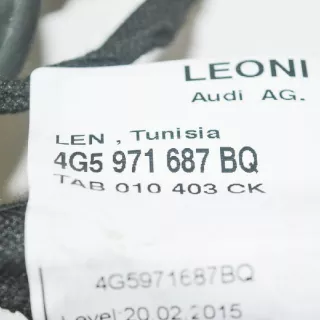 LEONI
Audi AG.
LEN , Tunisia
4G5 971 687 BQ
TAB 010 403 CK
4G5971687BQ
Level:20.02.2015